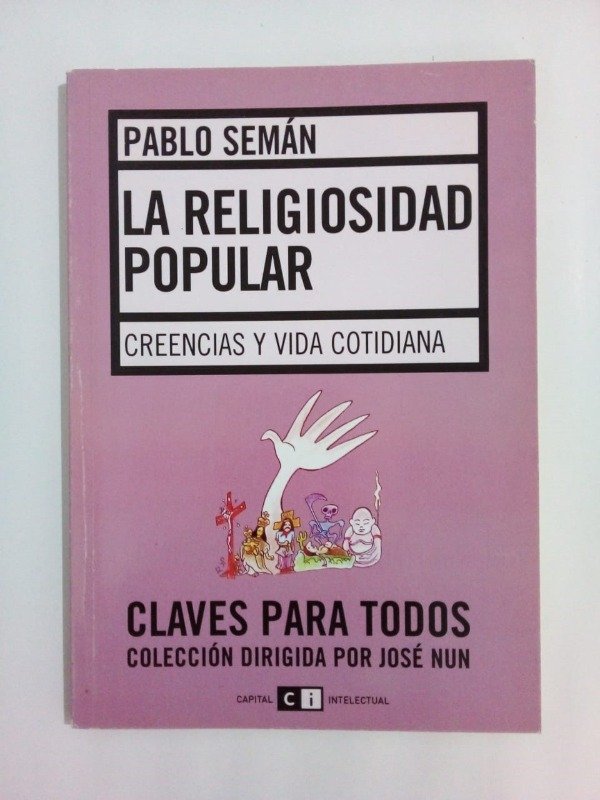 PABLO SEMÁN
LA RELIGIOSIDAD
POPULAR
CREENCIAS Y VIDA COTIDIANA
CLAVES PARA TODOS
COLECCIÓN DIRIGIDA POR JOSÉ NUN
CAPITAL Ci INTELECTUAL